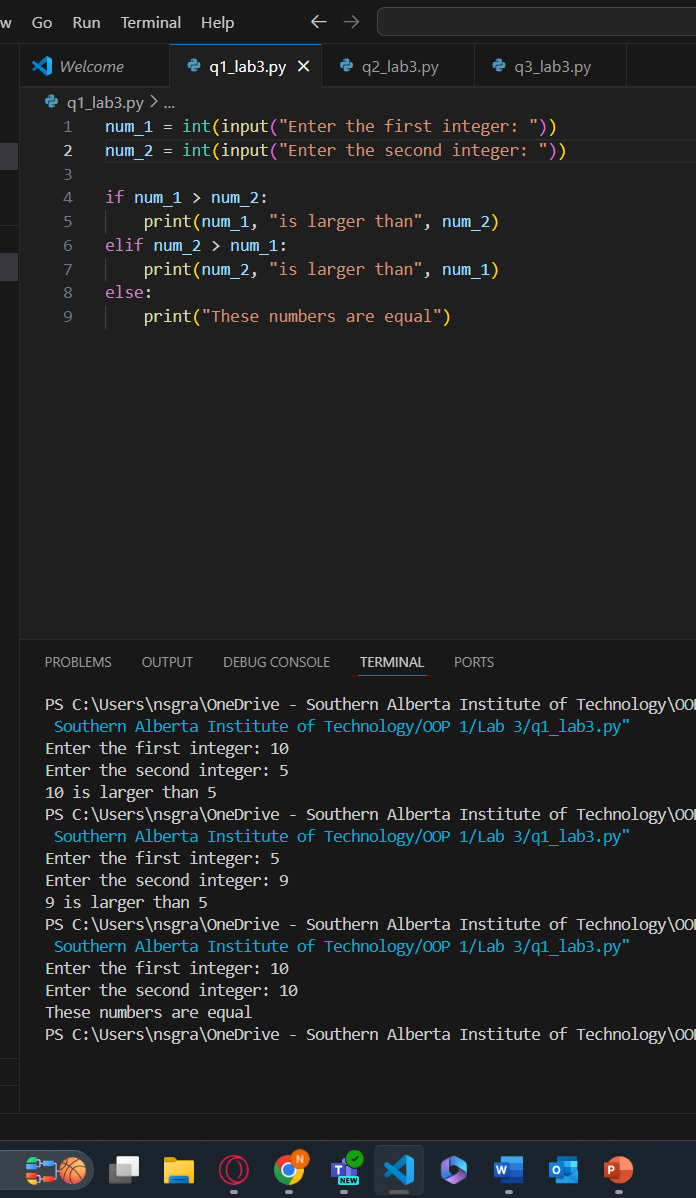 w Go Run Terminal Help ← →
Welcome q1_lab3.py × q2_lab3.py q3_lab3.py
q1_lab3.py > ...
1 num_1 = int(input("Enter the first integer: "))
2 num_2 = int(input("Enter the second integer: "))
3
4 if num_1 > num_2:
5     print(num_1, "is larger than", num_2)
6 elif num_2 > num_1:
7     print(num_2, "is larger than", num_1)
8 else:
9     print("These numbers are equal")
PROBLEMS OUTPUT DEBUG CONSOLE TERMINAL PORTS
PS C:\Users\nsgra\OneDrive - Southern Alberta Institute of Technology\OOP
Southern Alberta Institute of Technology/OOP 1/Lab 3/q1_lab3.py"
Enter the first integer: 10
Enter the second integer: 5
10 is larger than 5
PS C:\Users\nsgra\OneDrive - Southern Alberta Institute of Technology\OOP
Southern Alberta Institute of Technology/OOP 1/Lab 3/q1_lab3.py"
Enter the first integer: 5
Enter the second integer: 9
9 is larger than 5
PS C:\Users\nsgra\OneDrive - Southern Alberta Institute of Technology\OOP
Southern Alberta Institute of Technology/OOP 1/Lab 3/q1_lab3.py"
Enter the first integer: 10
Enter the second integer: 10
These numbers are equal
PS C:\Users\nsgra\OneDrive - Southern Alberta Institute of Technology\OOP
N T NEW W O P